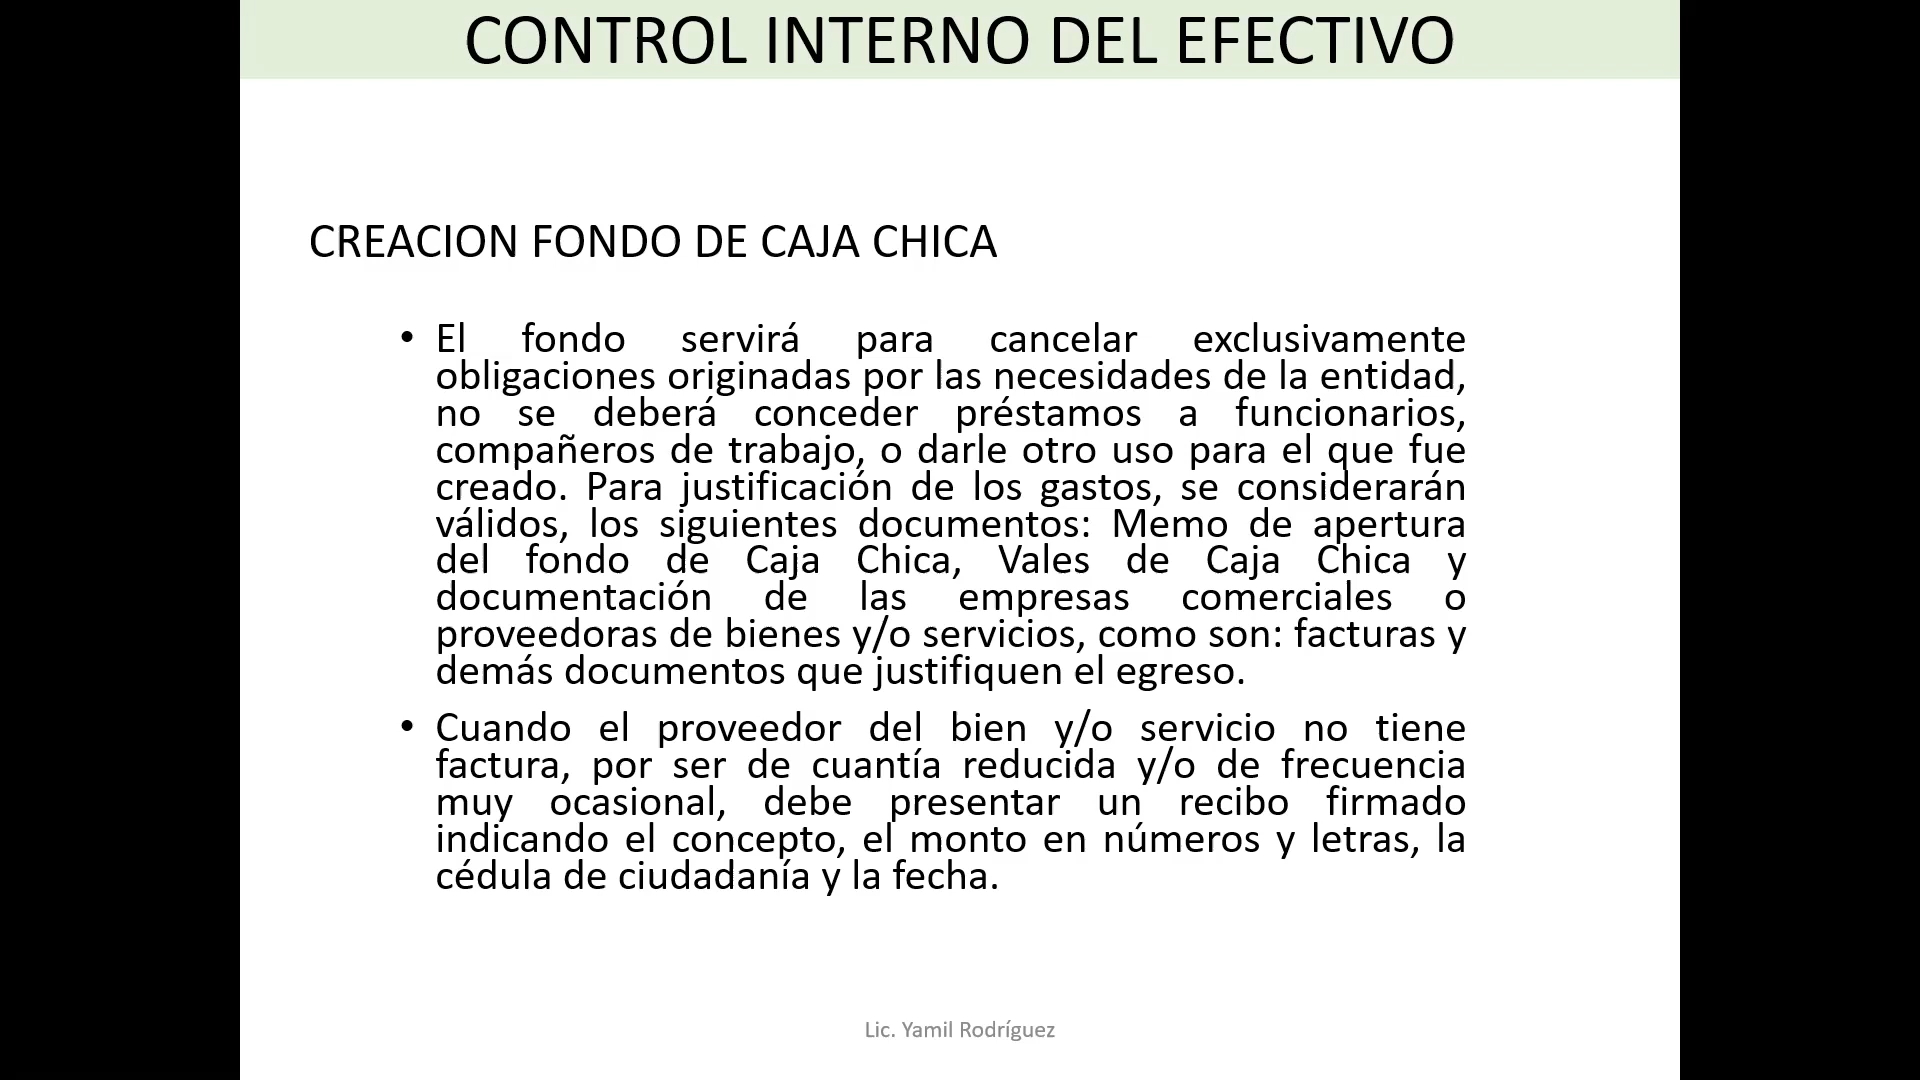 CONTROL INTERNO DEL EFECTIVO
CREACION FONDO DE CAJA CHICA
• El fondo servirá para cancelar exclusivamente
obligaciones originadas por las necesidades de la entidad,
no se deberá conceder préstamos a funcionarios,
compañeros de trabajo, o darle otro uso para el que fue
creado. Para justificación de los gastos, se considerarán
válidos, los siguientes documentos: Memo de apertura
del fondo de Caja Chica, Vales de Caja Chica y
documentación de las empresas comerciales o
proveedoras de bienes y/o servicios, como son: facturas y
demás documentos que justifiquen el egreso.
• Cuando el proveedor del bien y/o servicio no tiene
factura, por ser de cuantía reducida y/o de frecuencia
muy ocasional, debe presentar un recibo firmado
indicando el concepto, el monto en números y letras, la
cédula de ciudadanía y la fecha.
Lic. Yamil Rodríguez